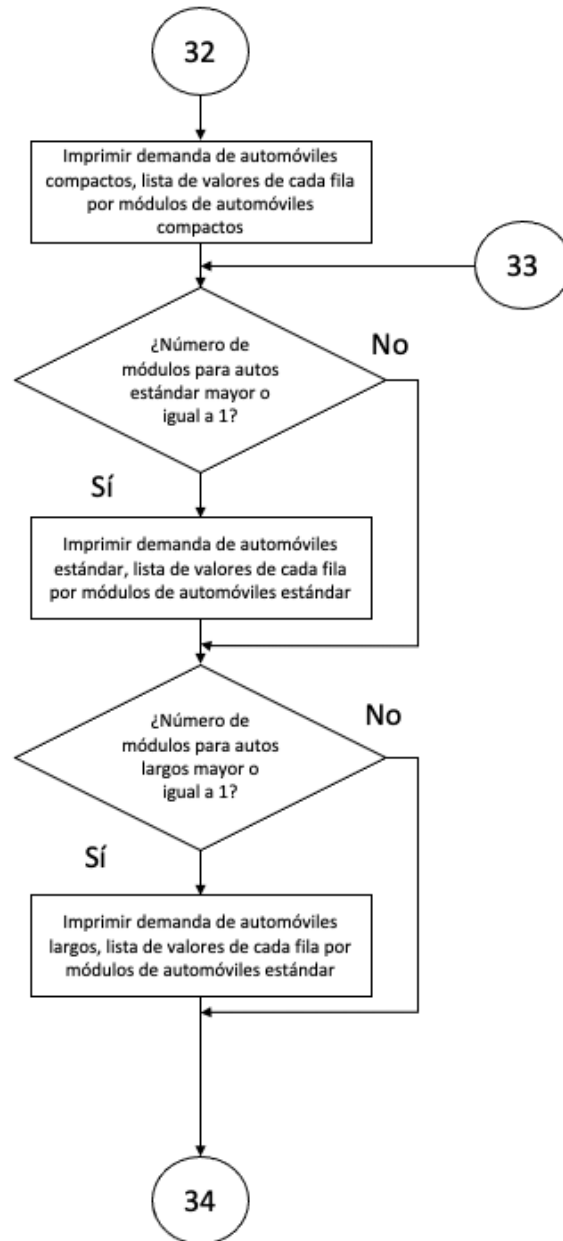 32
Imprimir demanda de automóviles
compactos, lista de valores de cada fila
por módulos de automóviles
compactos
33
¿Número de
módulos para autos
estándar mayor o
igual a 1?
No
Sí
Imprimir demanda de automóviles
estándar, lista de valores de cada fila
por módulos de automóviles estándar
¿Número de
módulos para autos
largos mayor o
igual a 1?
No
Sí
Imprimir demanda de automóviles
largos, lista de valores de cada fila por
módulos de automóviles estándar
34